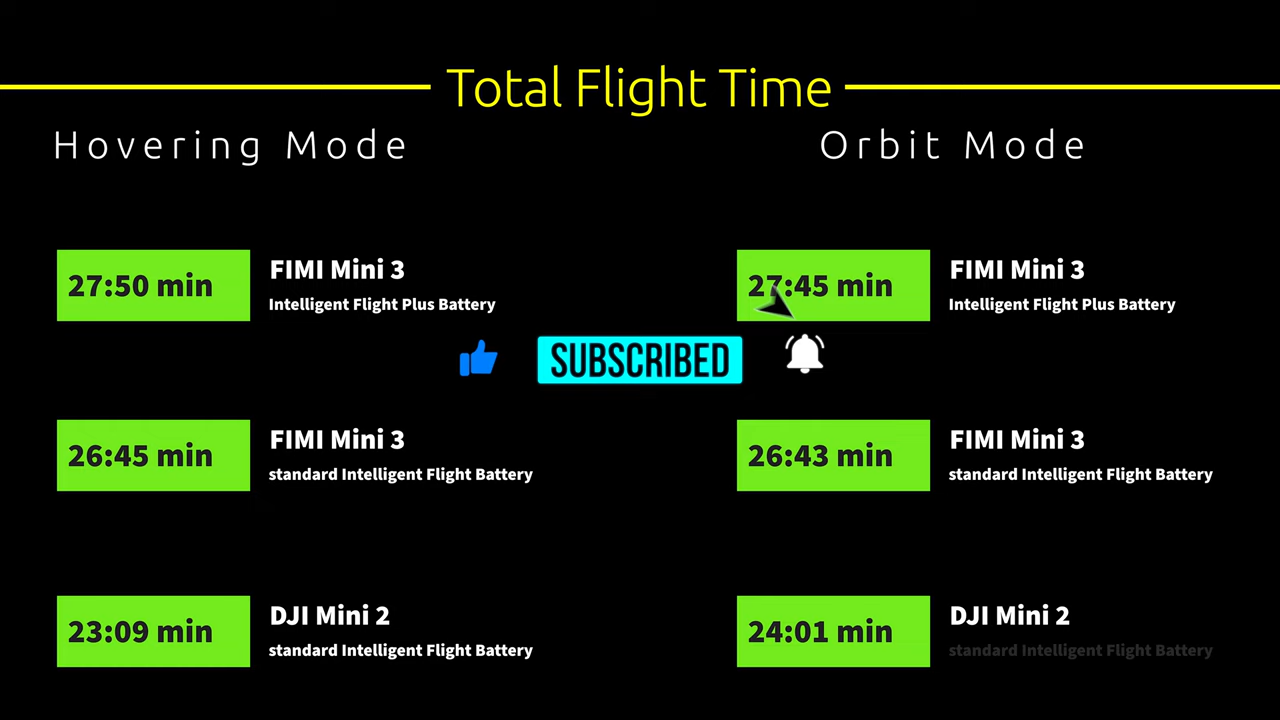 Total Flight Time
Hovering Mode
27:50 min
FIMI Mini 3
Intelligent Flight Plus Battery
26:45 min
FIMI Mini 3
standard Intelligent Flight Battery
23:09 min
DJI Mini 2
standard Intelligent Flight Battery
SUBSCRIBED
Orbit Mode
27:45 min
FIMI Mini 3
Intelligent Flight Plus Battery
26:43 min
FIMI Mini 3
standard Intelligent Flight Battery
24:01 min
DJI Mini 2
standard Intelligent Flight Battery